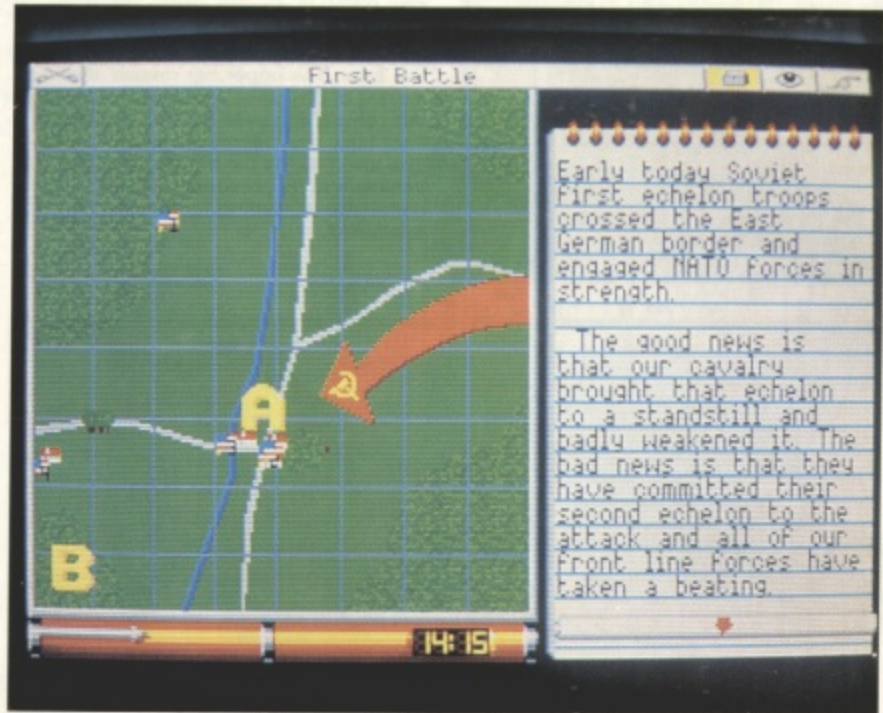 First Battle
A
B
14:15
Early today Soviet
first echelon troops
crossed the East
German border and
engaged NATO forces in
strength.
The good news is
that our cavalry
brought that echelon
to a standstill and
badly weakened it. The
bad news is that they
have committed their
second echelon to the
attack and all of our
front line forces have
taken a beating.